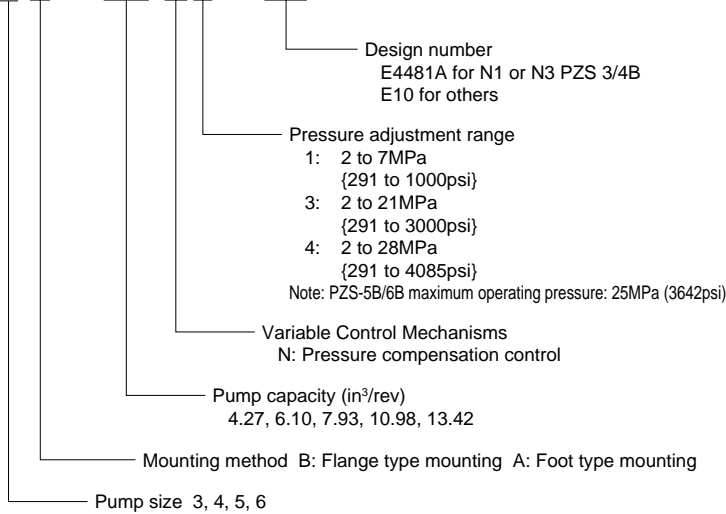 Design number
E4481A for N1 or N3 PZS 3/4B
E10 for others
Pressure adjustment range
1: 2 to 7MPa
{291 to 1000psi}
3: 2 to 21MPa
{291 to 3000psi}
4: 2 to 28MPa
{291 to 4085psi}
Note: PZS-5B/6B maximum operating pressure: 25MPa (3642psi)
Variable Control Mechanisms
N: Pressure compensation control
Pump capacity (in³/rev)
4.27, 6.10, 7.93, 10.98, 13.42
Mounting method B: Flange type mounting A: Foot type mounting
Pump size 3, 4, 5, 6